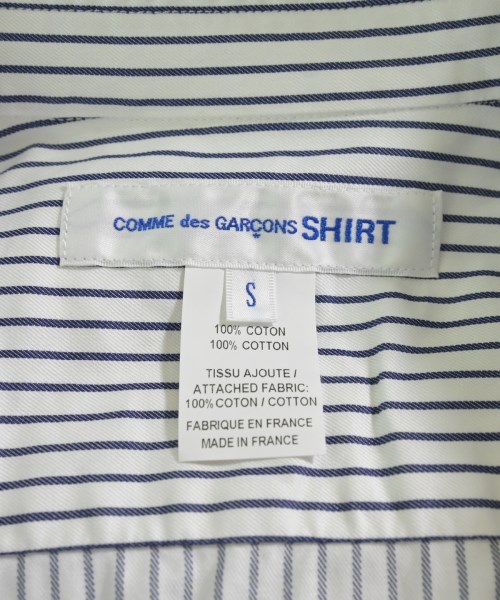 COMME des GARÇONS SHIRT
S
100% COTON
100% COTTON
TISSU AJOUTE /
ATTACHED FABRIC:
100% COTON / COTTON
FABRIQUE EN FRANCE
MADE IN FRANCE